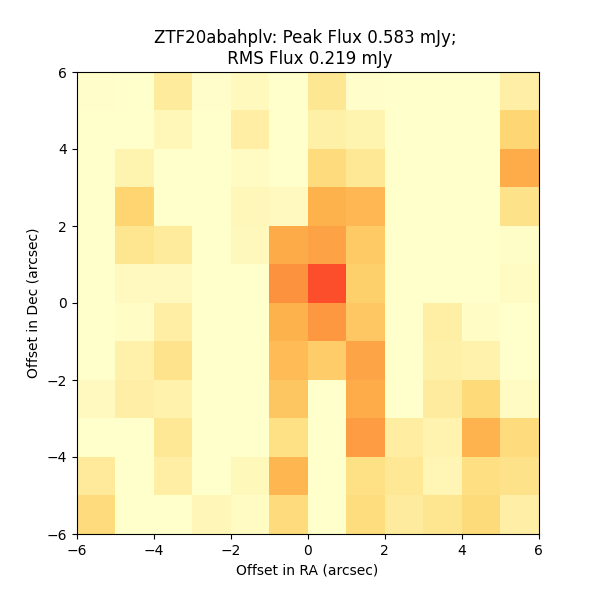 ZTF20abahplv: Peak Flux 0.583 mJy;
RMS Flux 0.219 mJy
6
4
2
0
−2
−4
−6
Offset in Dec (arcsec)
−6 −4 −2 0 2 4 6
Offset in RA (arcsec)